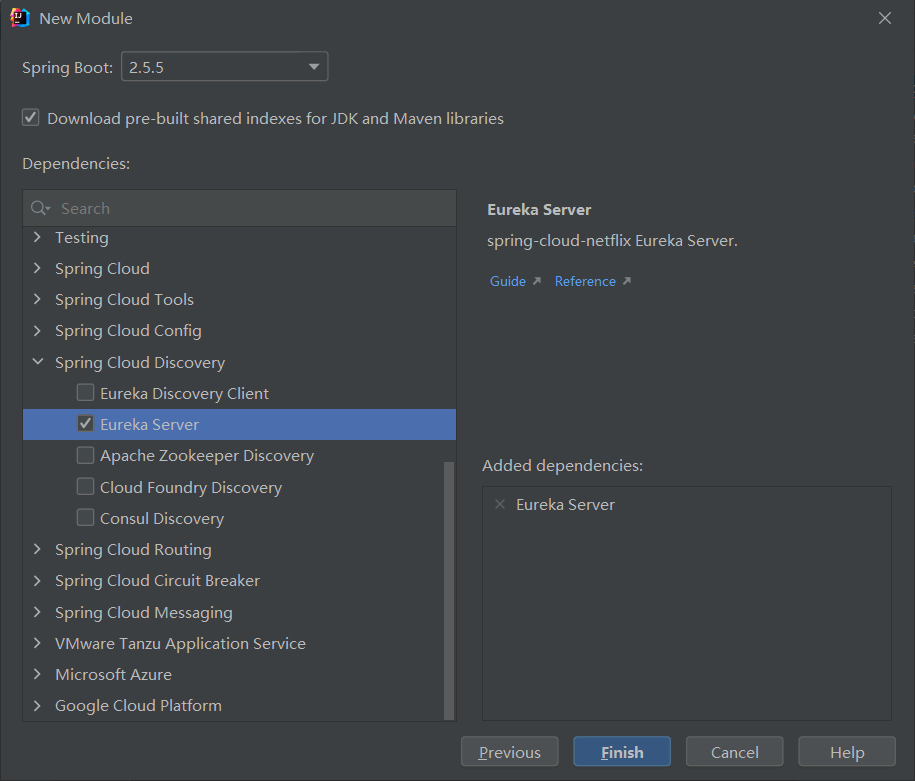 New Module
Spring Boot: 2.5.5
Download pre-built shared indexes for JDK and Maven libraries
Dependencies:
Search
Testing
Spring Cloud
Spring Cloud Tools
Spring Cloud Config
Spring Cloud Discovery
Eureka Discovery Client
Eureka Server
Apache Zookeeper Discovery
Cloud Foundry Discovery
Consul Discovery
Spring Cloud Routing
Spring Cloud Circuit Breaker
Spring Cloud Messaging
VMware Tanzu Application Service
Microsoft Azure
Google Cloud Platform
Eureka Server
spring-cloud-netflix Eureka Server.
Guide Reference
Added dependencies:
Eureka Server
Previous Finish Cancel Help